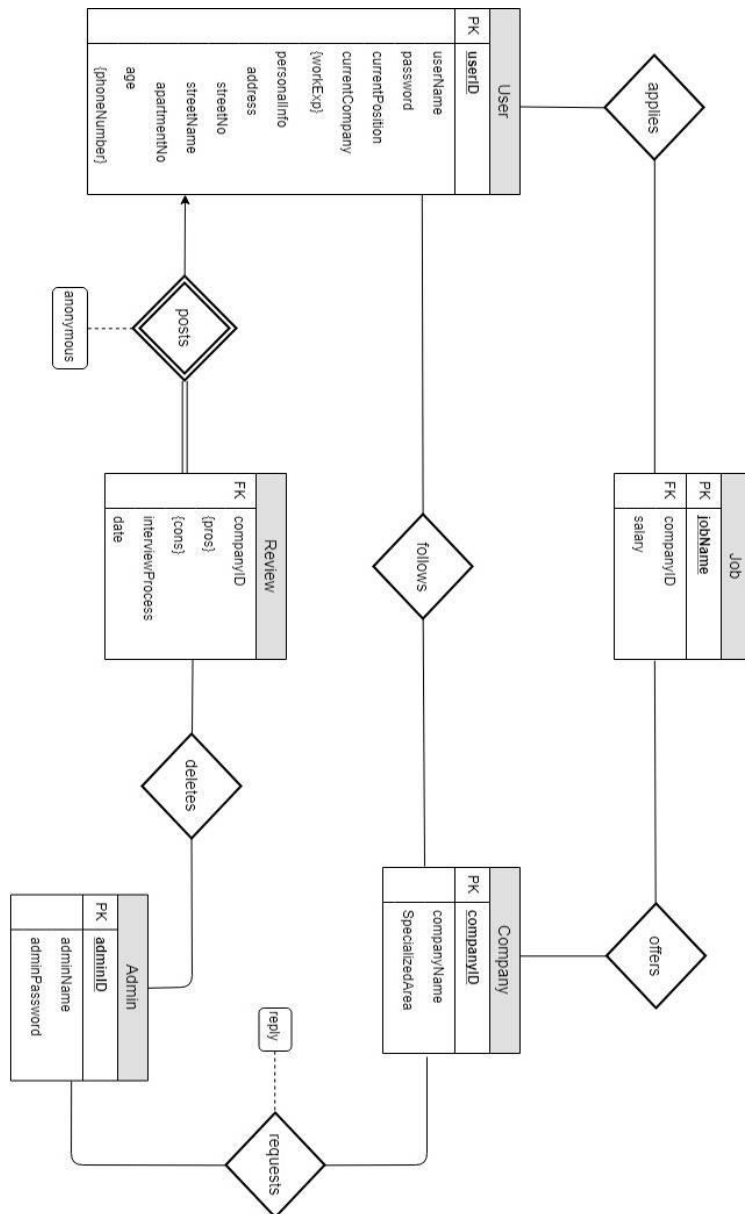 User
PK userID
userName
password
currentPosition
currentCompany
{workExp}
personalInfo
address
streetNo
streetName
apartmentNo
age
{phoneNumber}
applies
posts
anonymous
follows
Job
PK jobName
FK companyID
salary
Review
FK companyID
{pros}
{cons}
interviewProcess
date
deletes
offers
Company
PK companyID
companyName
SpecializedArea
Admin
PK adminID
adminName
adminPassword
reply
requests